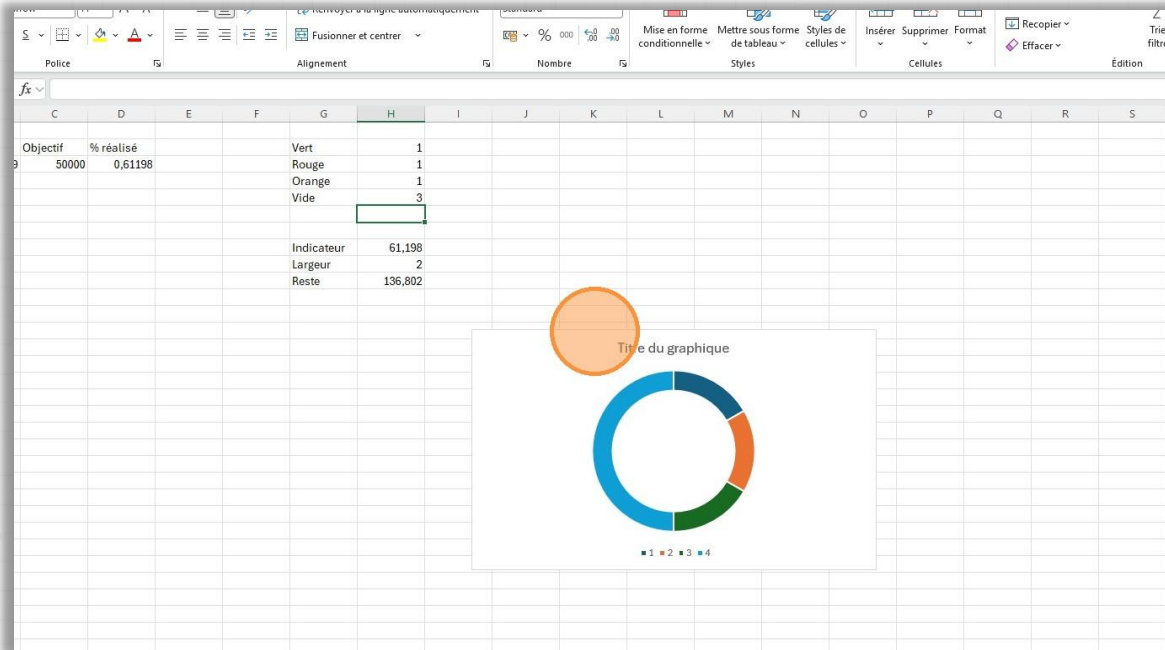 Renvoyer à la ligne automatiquement
Standard
S
A
Fusionner et centrer
% 000
Mise en forme conditionnelle
Mettre sous forme de tableau
Styles de cellules
Insérer Supprimer Format
Recopier
Effacer
Police
Alignement
Nombre
Styles
Cellules
Édition
fx
C D E F G H I J K L M N O P Q R S
Objectif % réalisé Vert 1
9 50000 0,61198 Rouge 1
Orange 1
Vide 3
Indicateur 61,198
Largeur 2
Reste 136,802
Titre du graphique
1 2 3 4